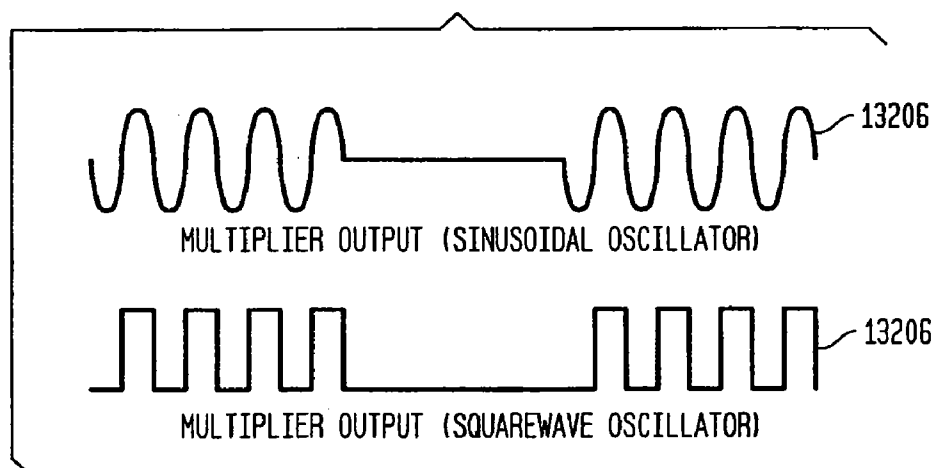 13206
MULTIPLIER OUTPUT (SINUSOIDAL OSCILLATOR)
13206
MULTIPLIER OUTPUT (SQUAREWAVE OSCILLATOR)